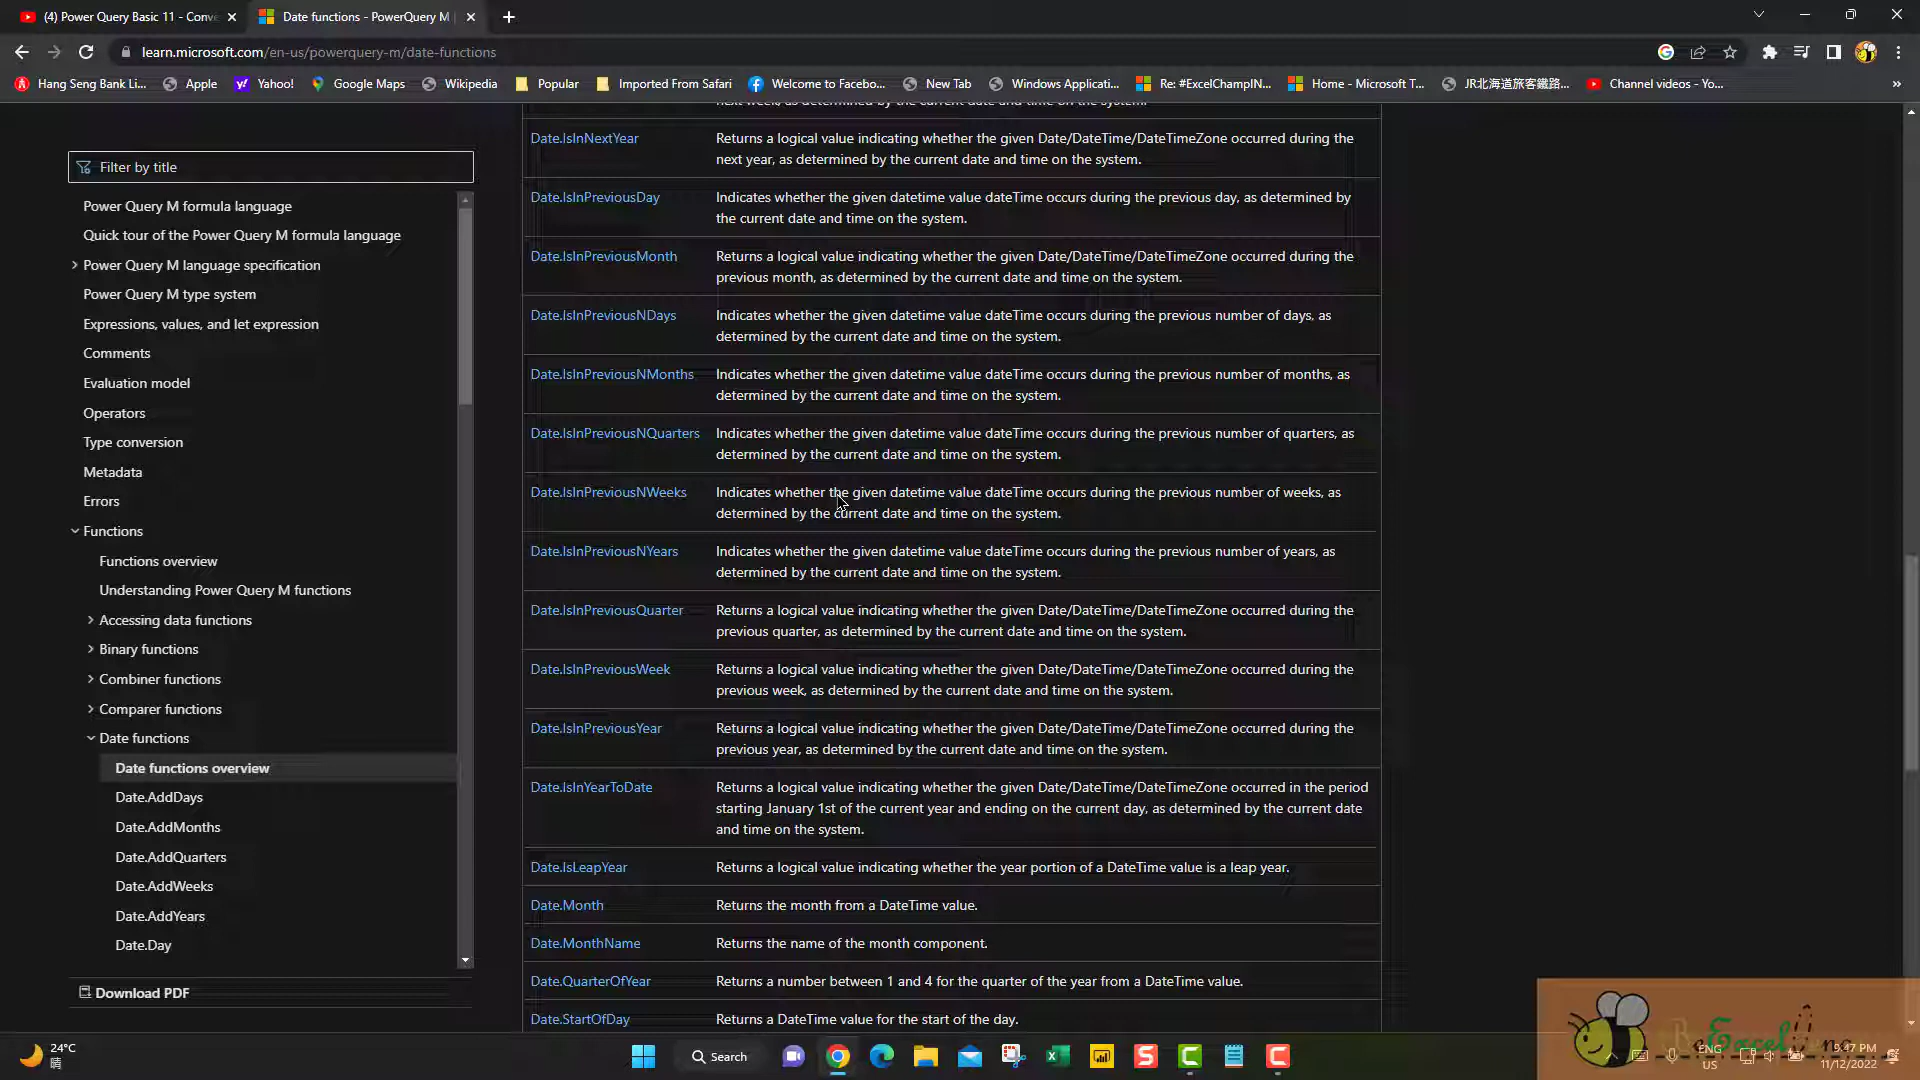 (4) Power Query Basic 11 - Conve
Date functions - PowerQuery M
learn.microsoft.com/en-us/powerquery-m/date-functions
Hang Seng Bank Li...
Apple
Yahoo!
Google Maps
Wikipedia
Popular
Imported From Safari
Welcome to Facebo...
New Tab
Windows Applicati...
Re: #ExcelChampIN...
Home - Microsoft T...
JR北海道旅客鐵路...
Channel videos - Yo...
»
Filter by title
Power Query M formula language
Quick tour of the Power Query M formula language
Power Query M language specification
Power Query M type system
Expressions, values, and let expression
Comments
Evaluation model
Operators
Type conversion
Metadata
Errors
Functions
Functions overview
Understanding Power Query M functions
Accessing data functions
Binary functions
Combiner functions
Comparer functions
Date functions
Date functions overview
Date.AddDays
Date.AddMonths
Date.AddQuarters
Date.AddWeeks
Date.AddYears
Date.Day
Download PDF
next week, as determined by the current date and time on the system.
Date.IsInNextYear
Returns a logical value indicating whether the given Date/DateTime/DateTimeZone occurred during the
next year, as determined by the current date and time on the system.
Date.IsInPreviousDay
Indicates whether the given datetime value dateTime occurs during the previous day, as determined by
the current date and time on the system.
Date.IsInPreviousMonth
Returns a logical value indicating whether the given Date/DateTime/DateTimeZone occurred during the
previous month, as determined by the current date and time on the system.
Date.IsInPreviousNDays
Indicates whether the given datetime value dateTime occurs during the previous number of days, as
determined by the current date and time on the system.
Date.IsInPreviousNMonths
Indicates whether the given datetime value dateTime occurs during the previous number of months, as
determined by the current date and time on the system.
Date.IsInPreviousNQuarters
Indicates whether the given datetime value dateTime occurs during the previous number of quarters, as
determined by the current date and time on the system.
Date.IsInPreviousNWeeks
Indicates whether the given datetime value dateTime occurs during the previous number of weeks, as
determined by the current date and time on the system.
Date.IsInPreviousNYears
Indicates whether the given datetime value dateTime occurs during the previous number of years, as
determined by the current date and time on the system.
Date.IsInPreviousQuarter
Returns a logical value indicating whether the given Date/DateTime/DateTimeZone occurred during the
previous quarter, as determined by the current date and time on the system.
Date.IsInPreviousWeek
Returns a logical value indicating whether the given Date/DateTime/DateTimeZone occurred during the
previous week, as determined by the current date and time on the system.
Date.IsInPreviousYear
Returns a logical value indicating whether the given Date/DateTime/DateTimeZone occurred during the
previous year, as determined by the current date and time on the system.
Date.IsInYearToDate
Returns a logical value indicating whether the given Date/DateTime/DateTimeZone occurred in the period
starting January 1st of the current year and ending on the current day, as determined by the current date
and time on the system.
Date.IsLeapYear
Returns a logical value indicating whether the year portion of a DateTime value is a leap year.
Date.Month
Returns the month from a DateTime value.
Date.MonthName
Returns the name of the month component.
Date.QuarterOfYear
Returns a number between 1 and 4 for the quarter of the year from a DateTime value.
Date.StartOfDay
Returns a DateTime value for the start of the day.
24°C
晴
Search
ENG
US
9:47 PM
11/12/2022